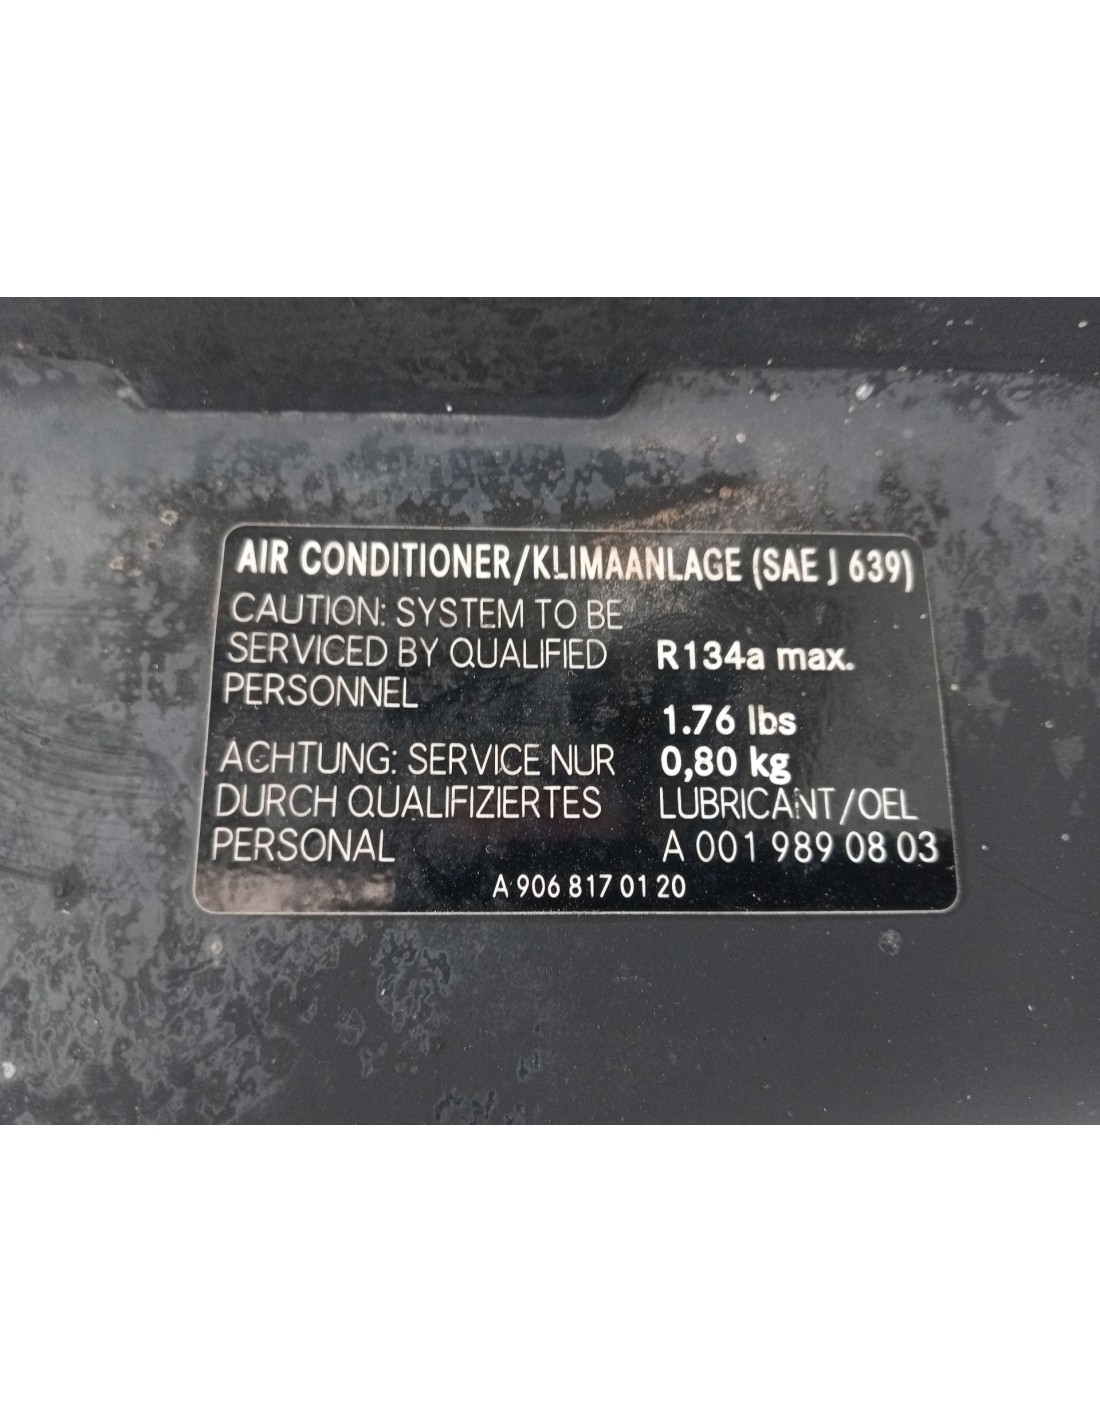 AIR CONDITIONER/KLIMAANLAGE (SAE J 639)
CAUTION: SYSTEM TO BE
SERVICED BY QUALIFIED
PERSONNEL
R134a max.
1.76 lbs
0,80 kg
ACHTUNG: SERVICE NUR
DURCH QUALIFIZIERTES
PERSONAL
LUBRICANT/OEL
A 001 989 08 03
A 906 817 01 20